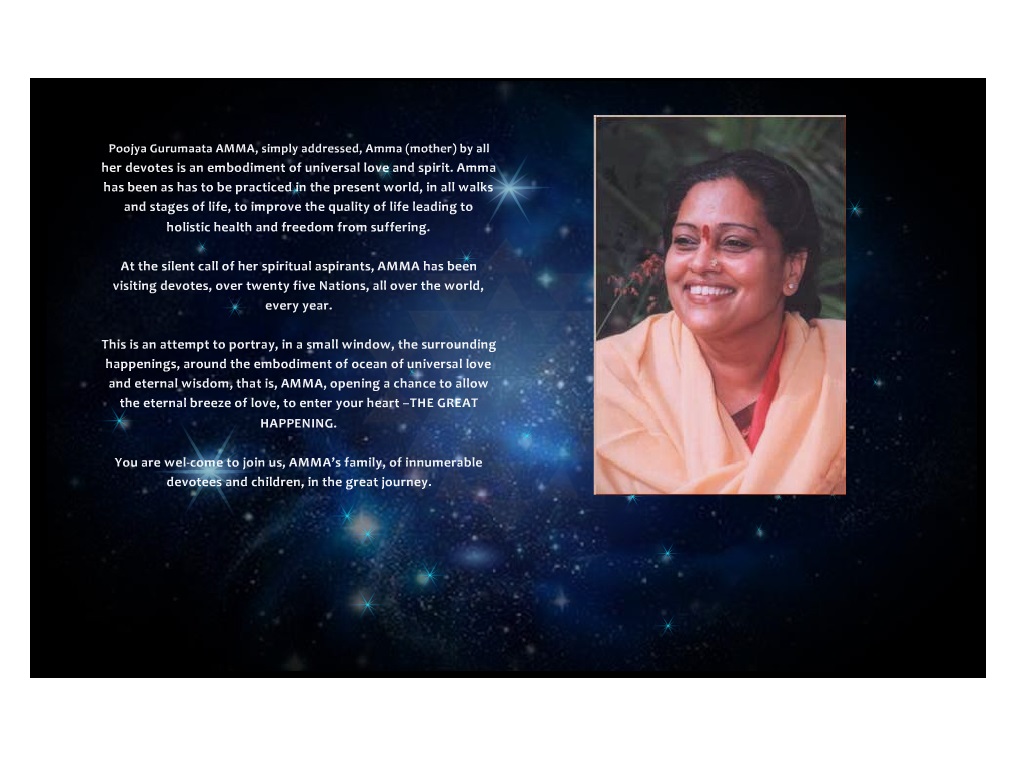 Poojya Gurumaata AMMA, simply addressed, Amma (mother) by all
her devotes is an embodiment of universal love and spirit. Amma
has been as has to be practiced in the present world, in all walks
and stages of life, to improve the quality of life leading to
holistic health and freedom from suffering.
At the silent call of her spiritual aspirants, AMMA has been
visiting devotes, over twenty five Nations, all over the world,
every year.
This is an attempt to portray, in a small window, the surrounding
happenings, around the embodiment of ocean of universal love
and eternal wisdom, that is, AMMA, opening a chance to allow
the eternal breeze of love, to enter your heart –THE GREAT
HAPPENING.
You are wel-come to join us, AMMA’s family, of innumerable
devotees and children, in the great journey.